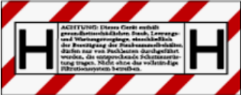 ACHTUNG: Dieses Gerät enthält
gesundheitsschädlichen Staub. Leerungs-
und Wartungsvorgänge, einschließlich
der Beseitigung des Staubsammelbehälters,
dürfen nur von Fachleuten durchgeführt
werden, die entsprechende Schutzausrüs-
tung tragen. Nicht ohne das vollständige
Filtrationssystem betreiben.
H
H